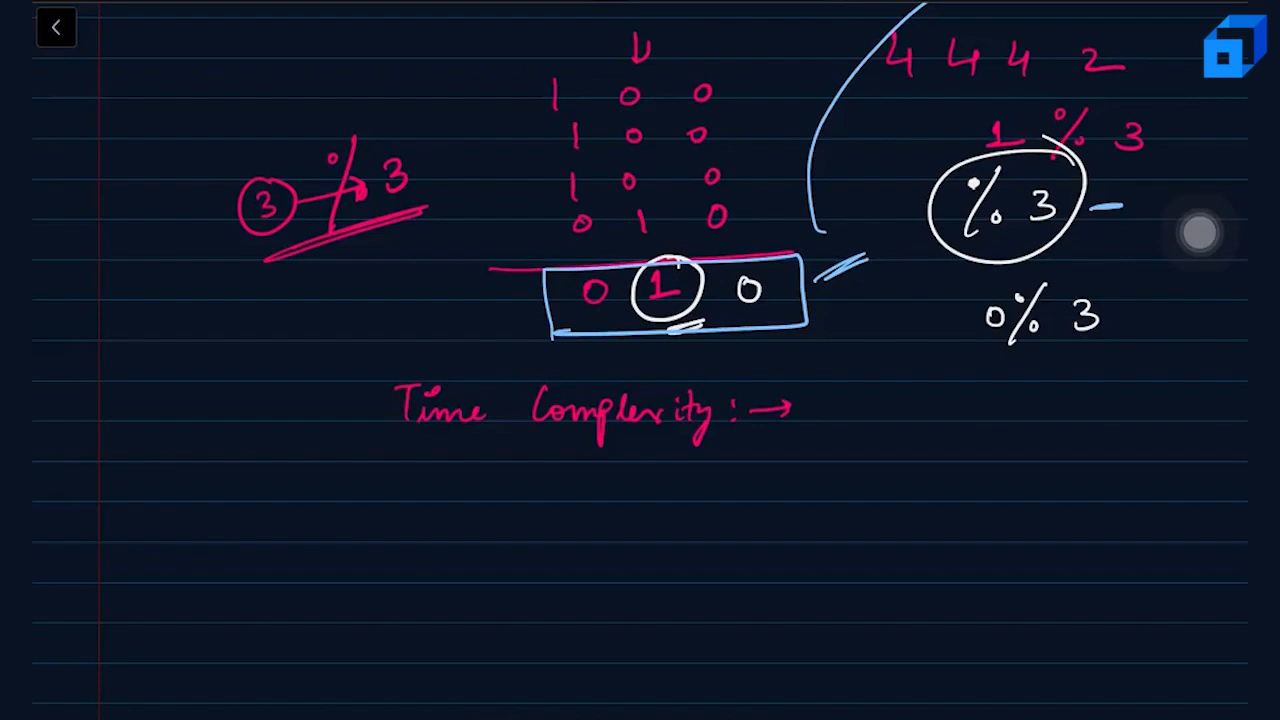 4 4 4 2
1 0 0
1 0 0
1 % 3
1 0 0
3 % 3
% 3
0 1 0
0 1 0
0 % 3
Time Complexity: →